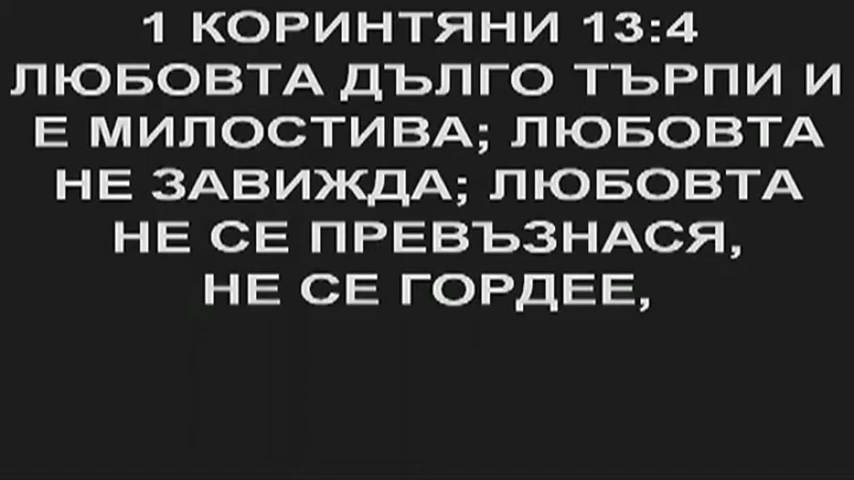 1 КОРИНТЯНИ 13:4
ЛЮБОВТА ДЪЛГО ТЪРПИ И
Е МИЛОСТИВА; ЛЮБОВТА
НЕ ЗАВИЖДА; ЛЮБОВТА
НЕ СЕ ПРЕВЪЗНАСЯ,
НЕ СЕ ГОРДЕЕ,